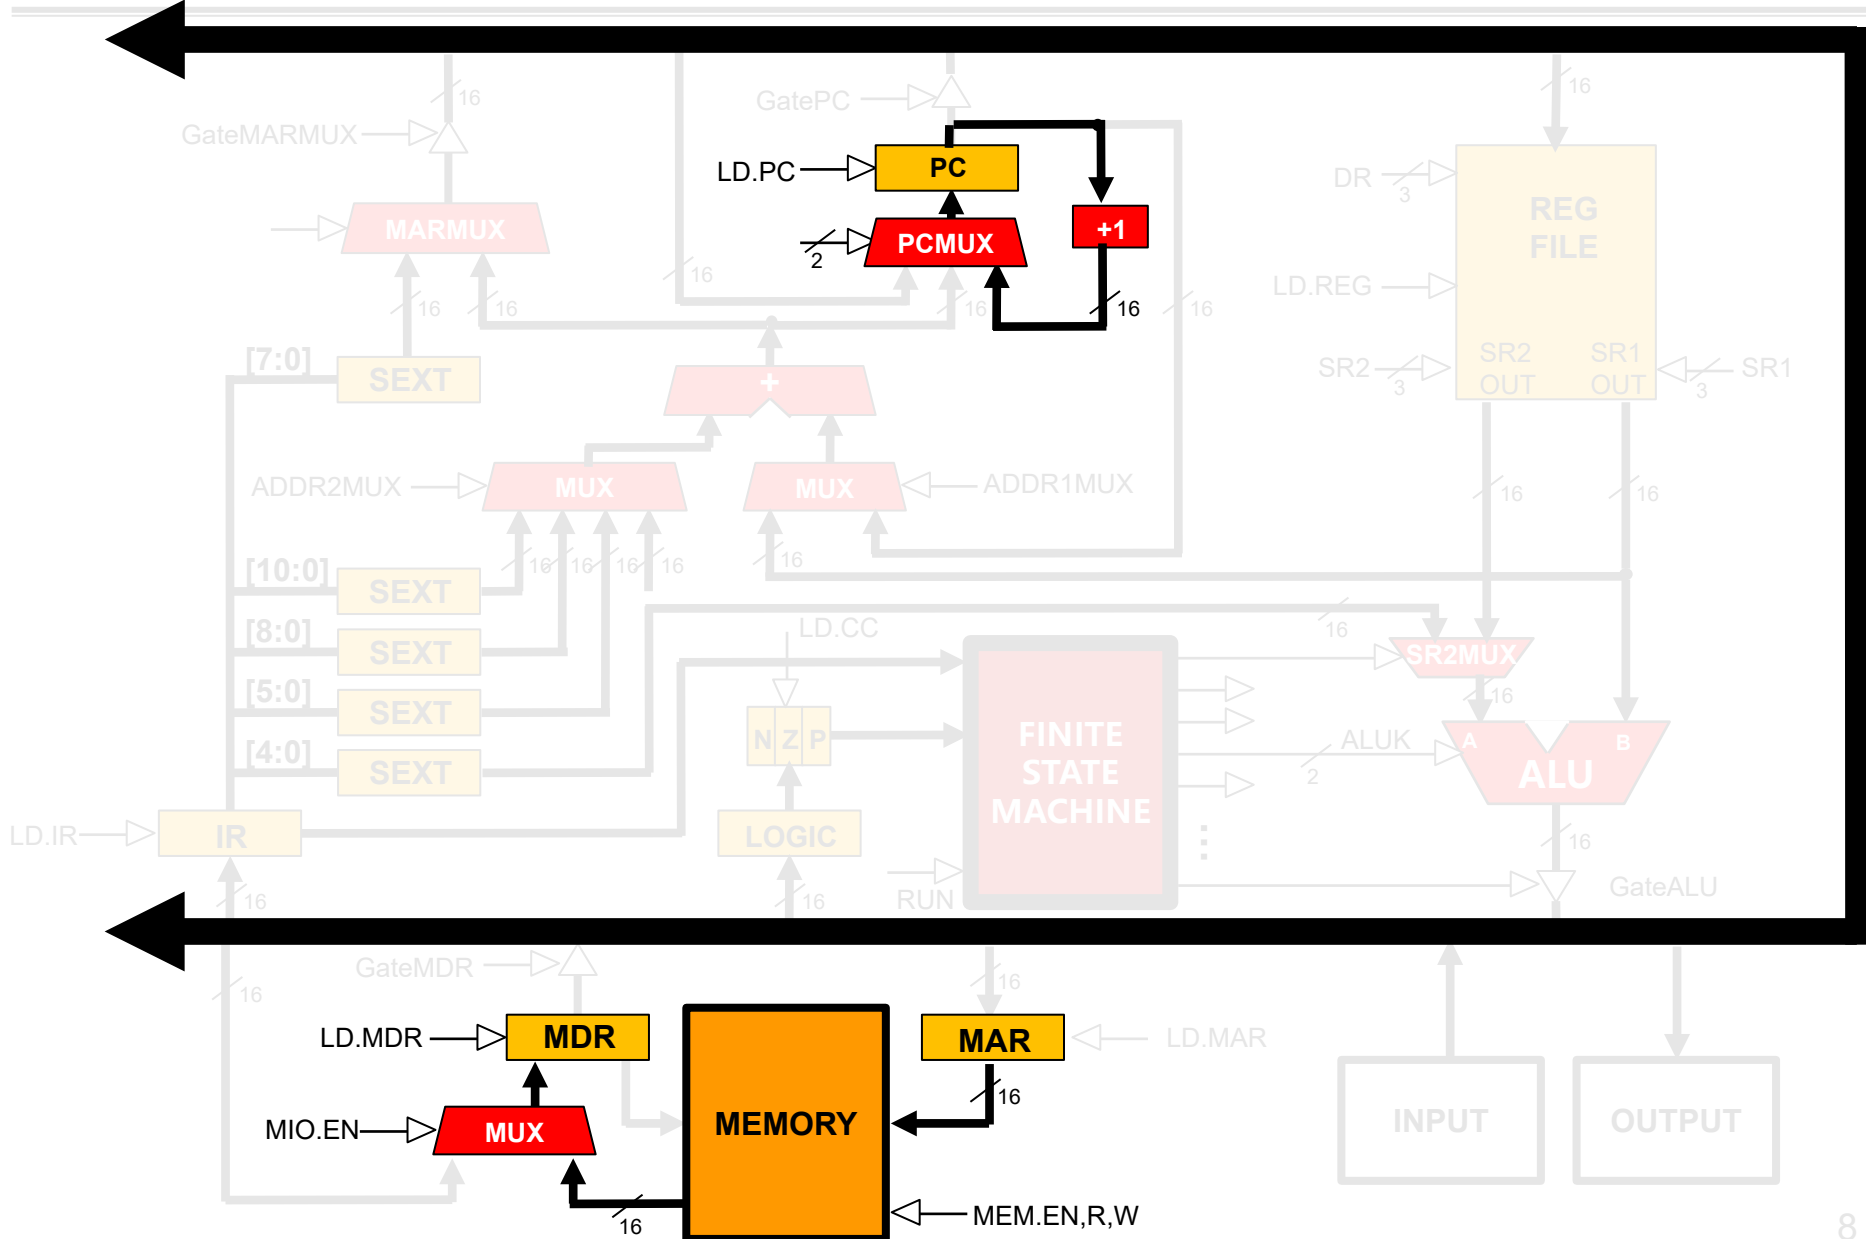 16
16
GatePC
GateMARMUX
LD.PC
PC
DR
3
REG
FILE
MARMUX
2
PCMUX
+1
16
16
16
16
16
16
LD.REG
[7:0]
SEXT
+
SR2
3
SR2
OUT
SR1
OUT
3
SR1
ADDR2MUX
MUX
MUX
ADDR1MUX
16
16
16
16
16
16
16
[10:0]
SEXT
[8:0]
SEXT
LD.CC
16
SR2MUX
16
[5:0]
SEXT
N Z P
FINITE
STATE
MACHINE
ALUK
2
A
B
ALU
[4:0]
SEXT
LD.IR
IR
LOGIC
⋮
16
RUN
GateALU
16
16
GateMDR
16
16
LD.MDR
MDR
MAR
LD.MAR
16
MIO.EN
MUX
MEMORY
INPUT
OUTPUT
16
MEM.EN,R,W
8